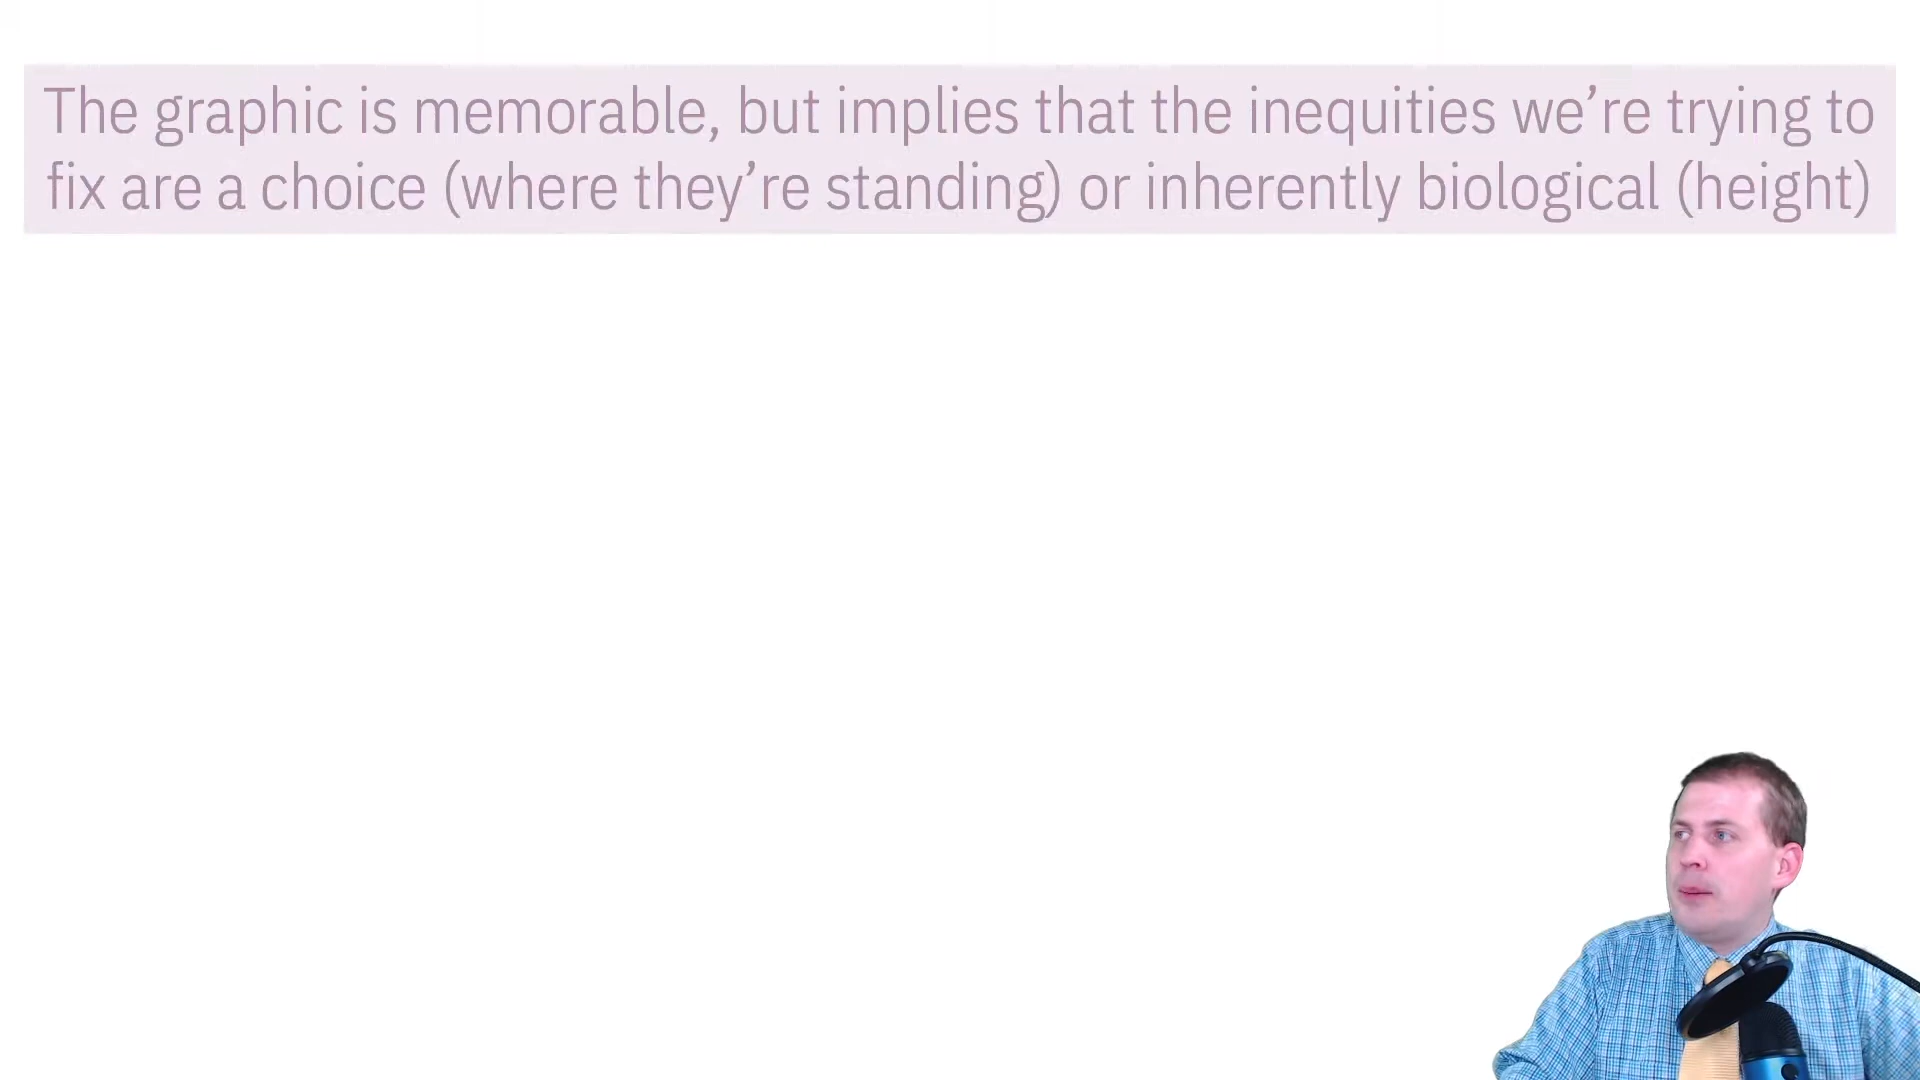 The graphic is memorable, but implies that the inequities we’re trying to
fix are a choice (where they’re standing) or inherently biological (height)